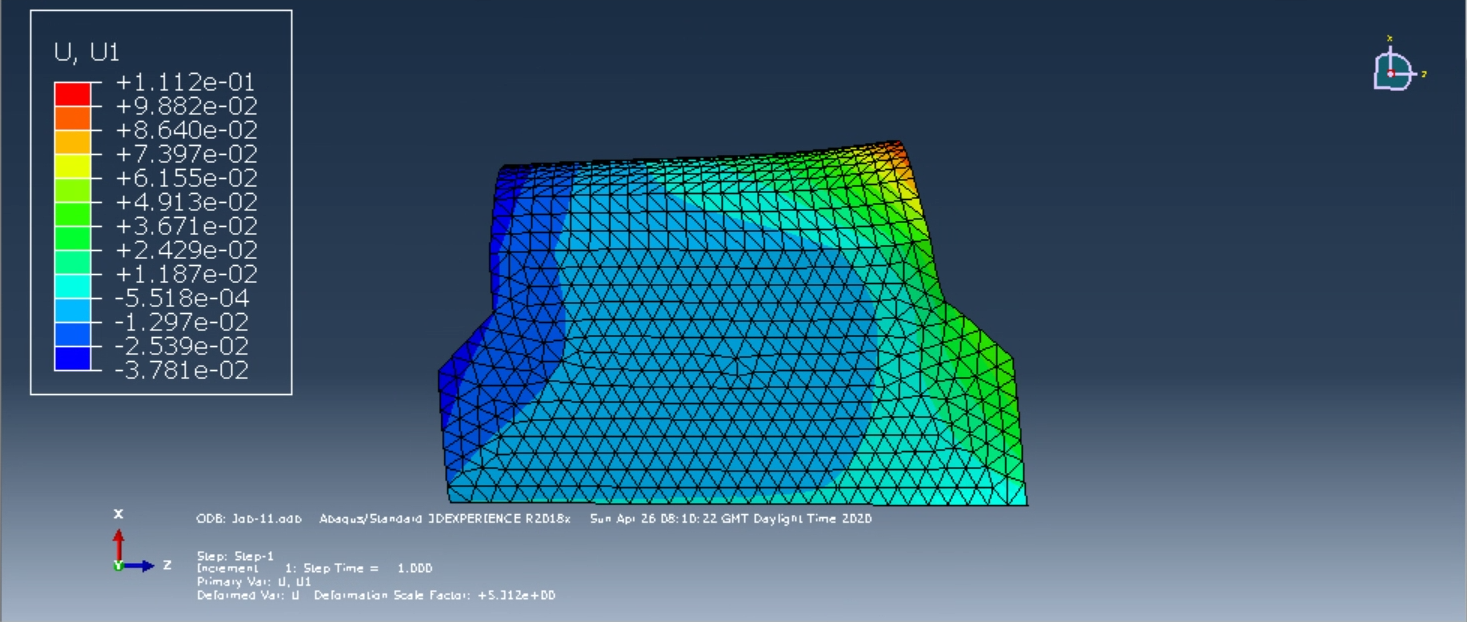 U, U1
+1.112e-01
+9.882e-02
+8.640e-02
+7.397e-02
+6.155e-02
+4.913e-02
+3.671e-02
+2.429e-02
+1.187e-02
-5.518e-04
-1.297e-02
-2.539e-02
-3.781e-02
X
Z
X
Y
Z
ODB: Job-11.odb Abaqus/Standard 3DEXPERIENCE R2018x Sun Apr 26 08:10:22 GMT Daylight Time 2020
Step: Step-1
Increment 1: Step Time = 1.000
Primary Var: U, U1
Deformed Var: U Deformation Scale Factor: +5.312e+00